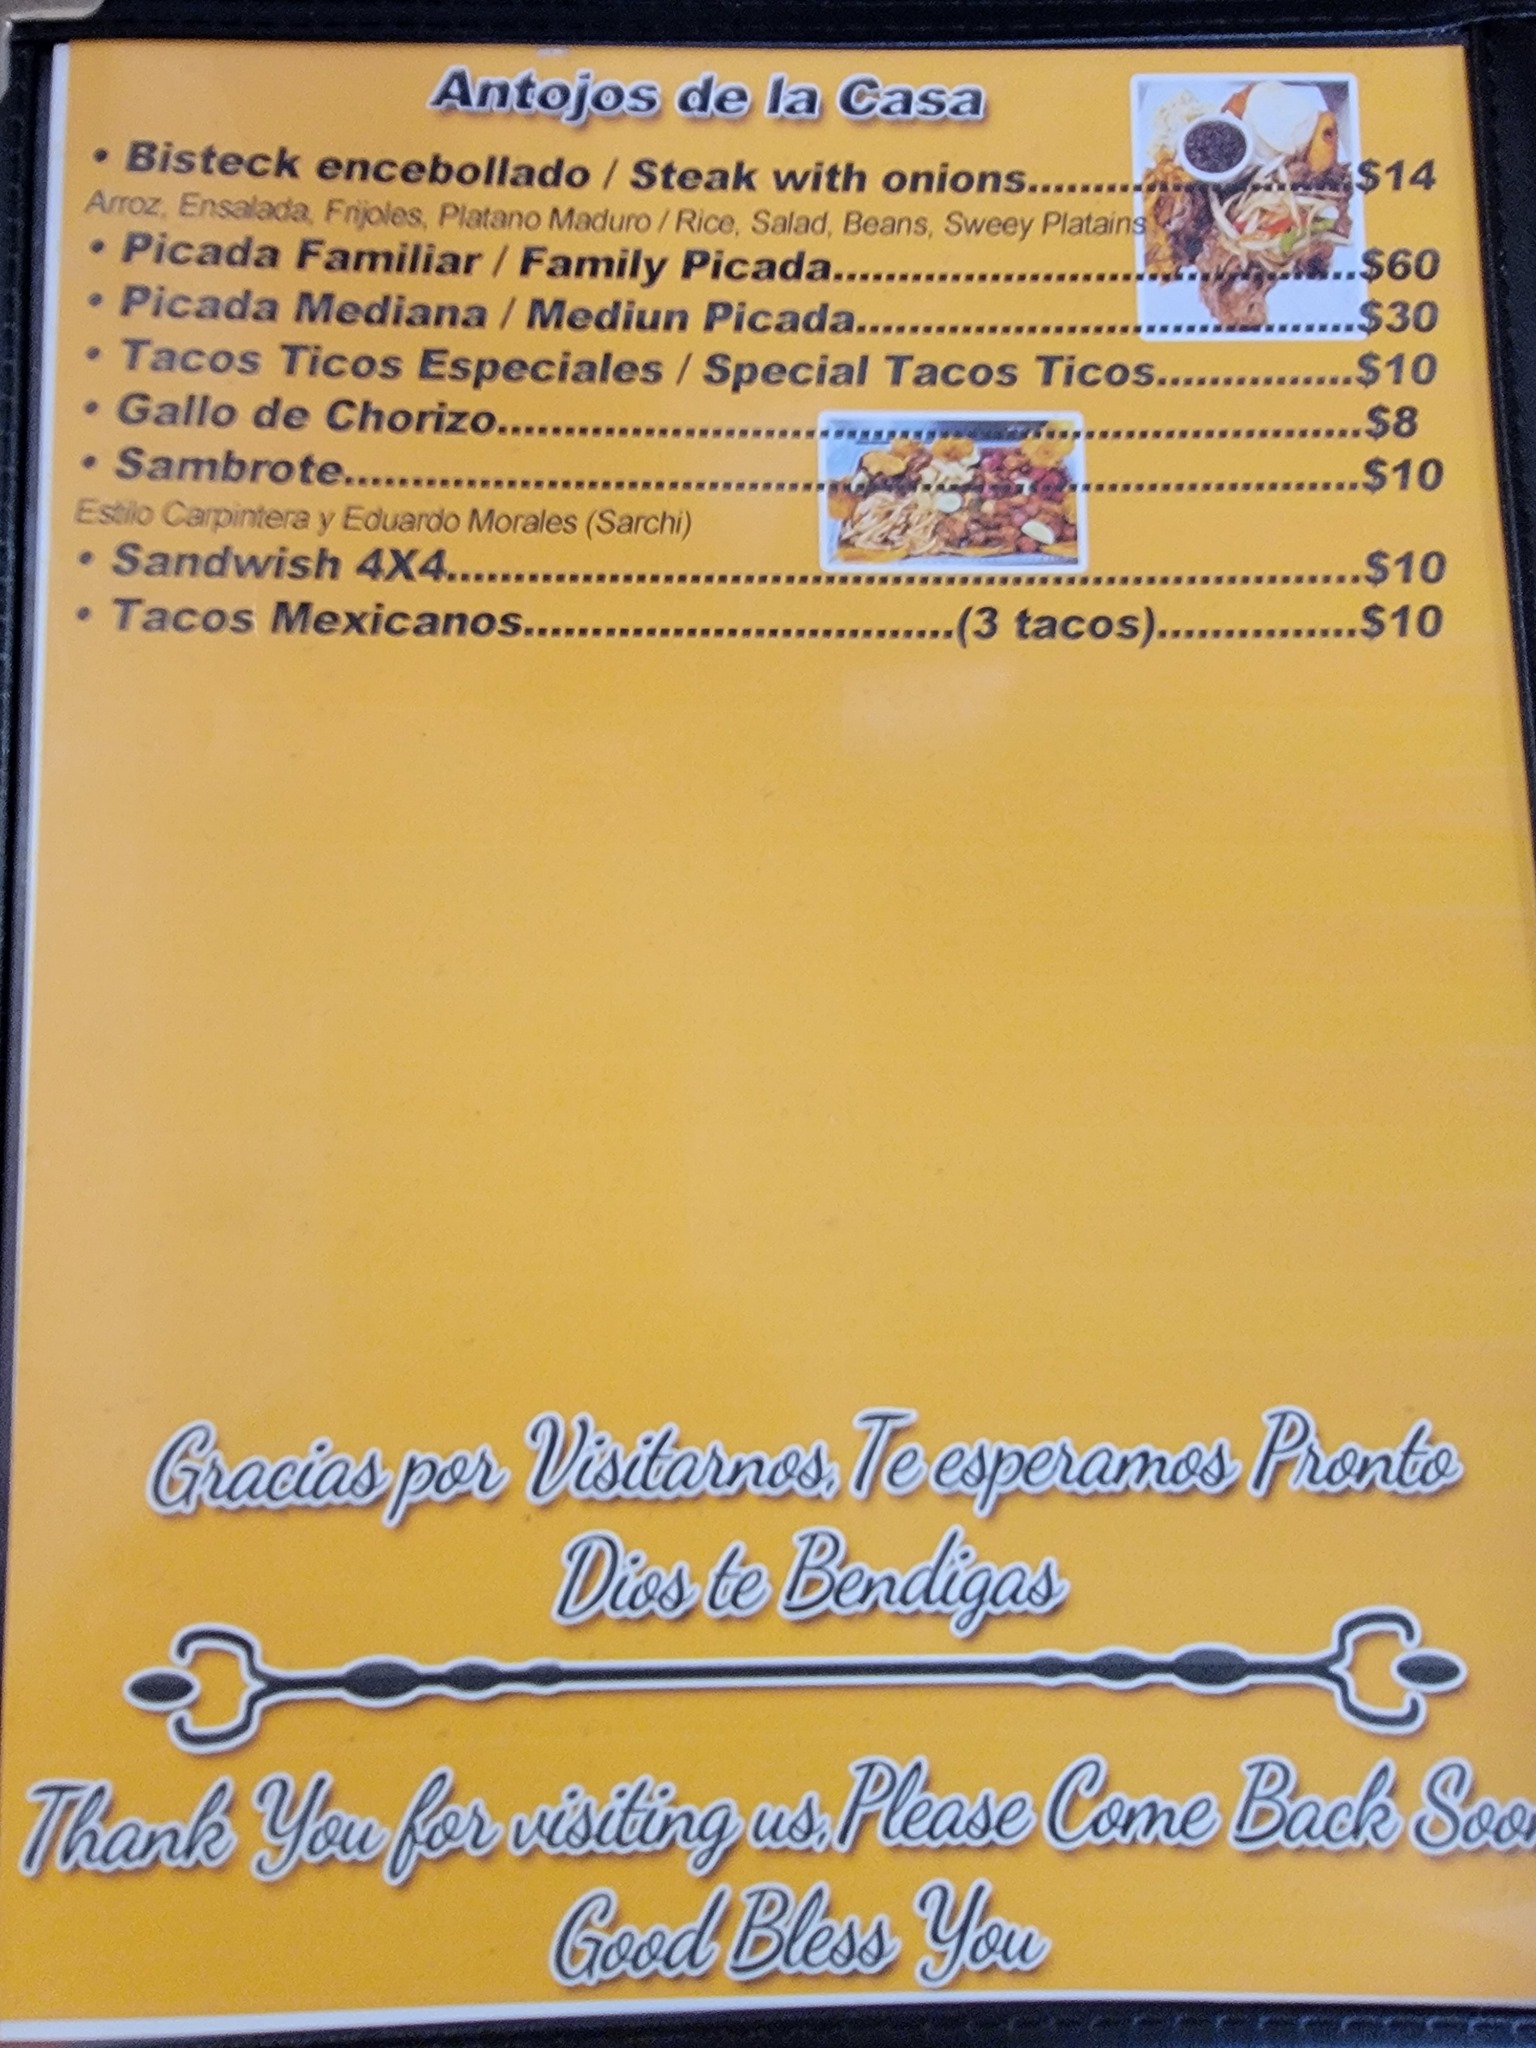 Antojos de la Casa
• Bisteck encebollado / Steak with onions........................$14
Arroz, Ensalada, Frijoles, Platano Maduro / Rice, Salad, Beans, Sweey Platains
• Picada Familiar / Family Picada.......................................$60
• Picada Mediana / Mediun Picada.....................................$30
• Tacos Ticos Especiales / Special Tacos Ticos...............$10
• Gallo de Chorizo................................................................$8
• Sambrote...........................................................................$10
Estilo Carpintera y Eduardo Morales (Sarchi)
• Sandwish 4X4....................................................................$10
• Tacos Mexicanos................................(3 tacos)...............$10
Gracias por Visitarnos, Te esperamos Pronto
Dios te Bendigas
Thank You for visiting us, Please Come Back Soon
Good Bless You